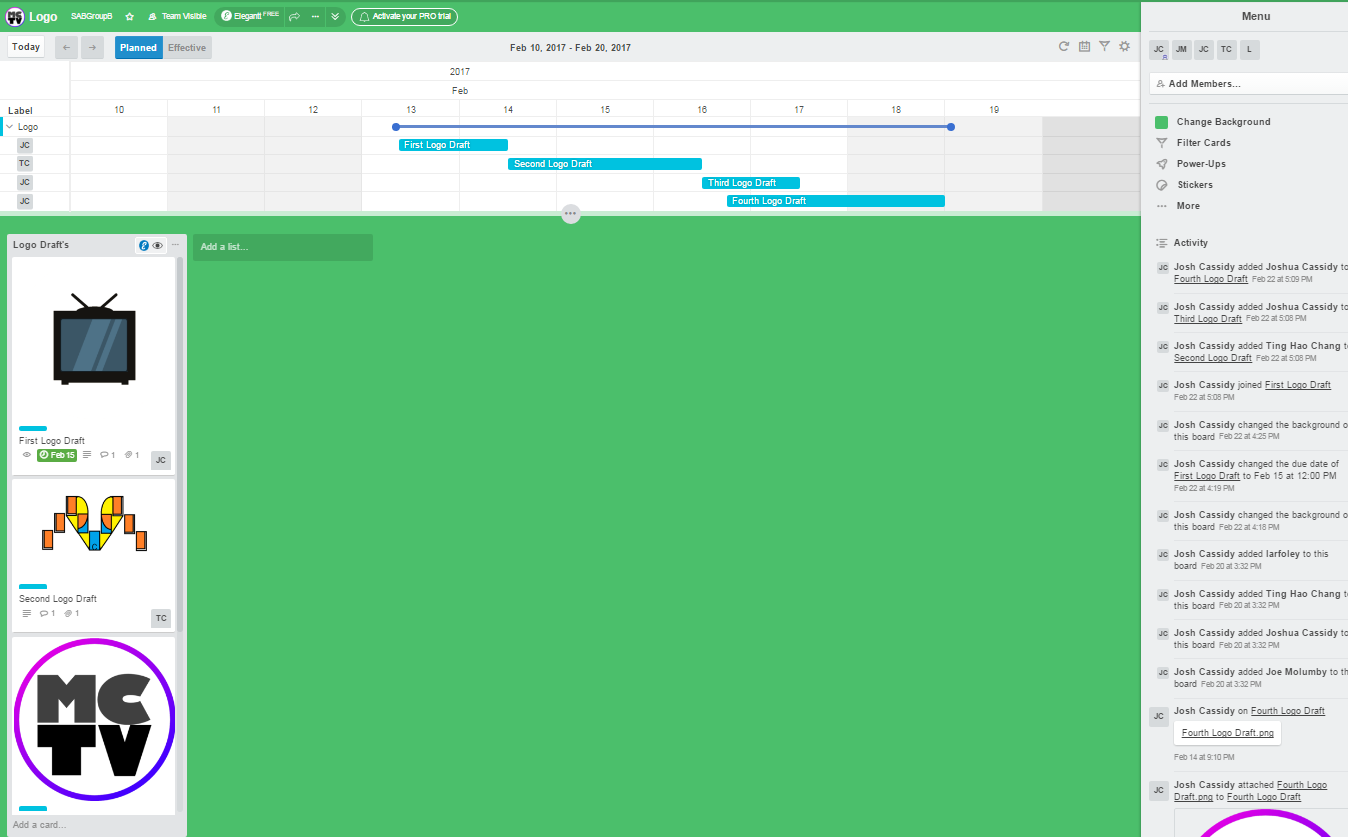 MC
TV
Logo SABGroupB Team Visible Elegantt FREE ... Activate your PRO trial
Today ← → Planned Effective Feb 10, 2017 - Feb 20, 2017
2017
Feb
Label 10 11 12 13 14 15 16 17 18 19
Logo
JC First Logo Draft
TC Second Logo Draft
JC Third Logo Draft
JC Fourth Logo Draft
Logo Draft's ...
First Logo Draft
Feb 15 1 1
JC
Second Logo Draft
1 1
TC
MC
TV
Add a card...
Add a list...
Menu
JC JM JC TC L
Add Members...
Change Background
Filter Cards
Power-Ups
Stickers
... More
Activity
JC Josh Cassidy added Joshua Cassidy to
Fourth Logo Draft Feb 22 at 5:09 PM
JC Josh Cassidy added Joshua Cassidy to
Third Logo Draft Feb 22 at 5:08 PM
JC Josh Cassidy added Ting Hao Chang to
Second Logo Draft Feb 22 at 5:08 PM
JC Josh Cassidy joined First Logo Draft
Feb 22 at 5:08 PM
JC Josh Cassidy changed the background o
this board Feb 22 at 4:25 PM
JC Josh Cassidy changed the due date of
First Logo Draft to Feb 15 at 12:00 PM
Feb 22 at 4:19 PM
JC Josh Cassidy changed the background o
this board Feb 22 at 4:18 PM
JC Josh Cassidy added larfoley to this
board Feb 20 at 3:32 PM
JC Josh Cassidy added Ting Hao Chang to
this board Feb 20 at 3:32 PM
JC Josh Cassidy added Joshua Cassidy to
this board Feb 20 at 3:32 PM
JC Josh Cassidy added Joe Molumby to th
board Feb 20 at 3:32 PM
JC Josh Cassidy on Fourth Logo Draft
Fourth Logo Draft.png
Feb 14 at 9:10 PM
JC Josh Cassidy attached Fourth Logo
Draft.png to Fourth Logo Draft